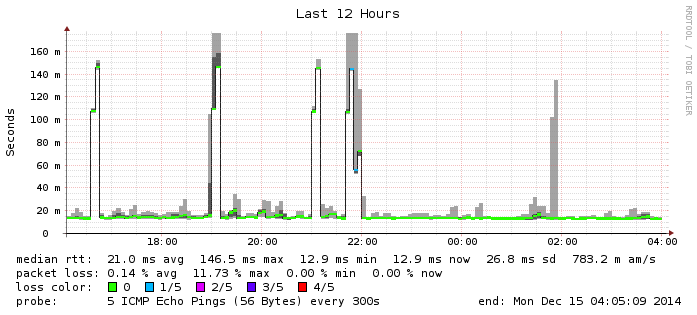 Last 12 Hours
RRDTOOL / TOBI OETIKER
Seconds
160 m
140 m
120 m
100 m
80 m
60 m
40 m
20 m
0
18:00 20:00 22:00 00:00 02:00 04:00
median rtt: 21.0 ms avg 146.5 ms max 12.9 ms min 12.9 ms now 26.8 ms sd 783.2 m am/s
packet loss: 0.14 % avg 11.73 % max 0.00 % min 0.00 % now
loss color: 0 1/5 2/5 3/5 4/5
probe: 5 ICMP Echo Pings (56 Bytes) every 300s end: Mon Dec 15 04:05:09 2014